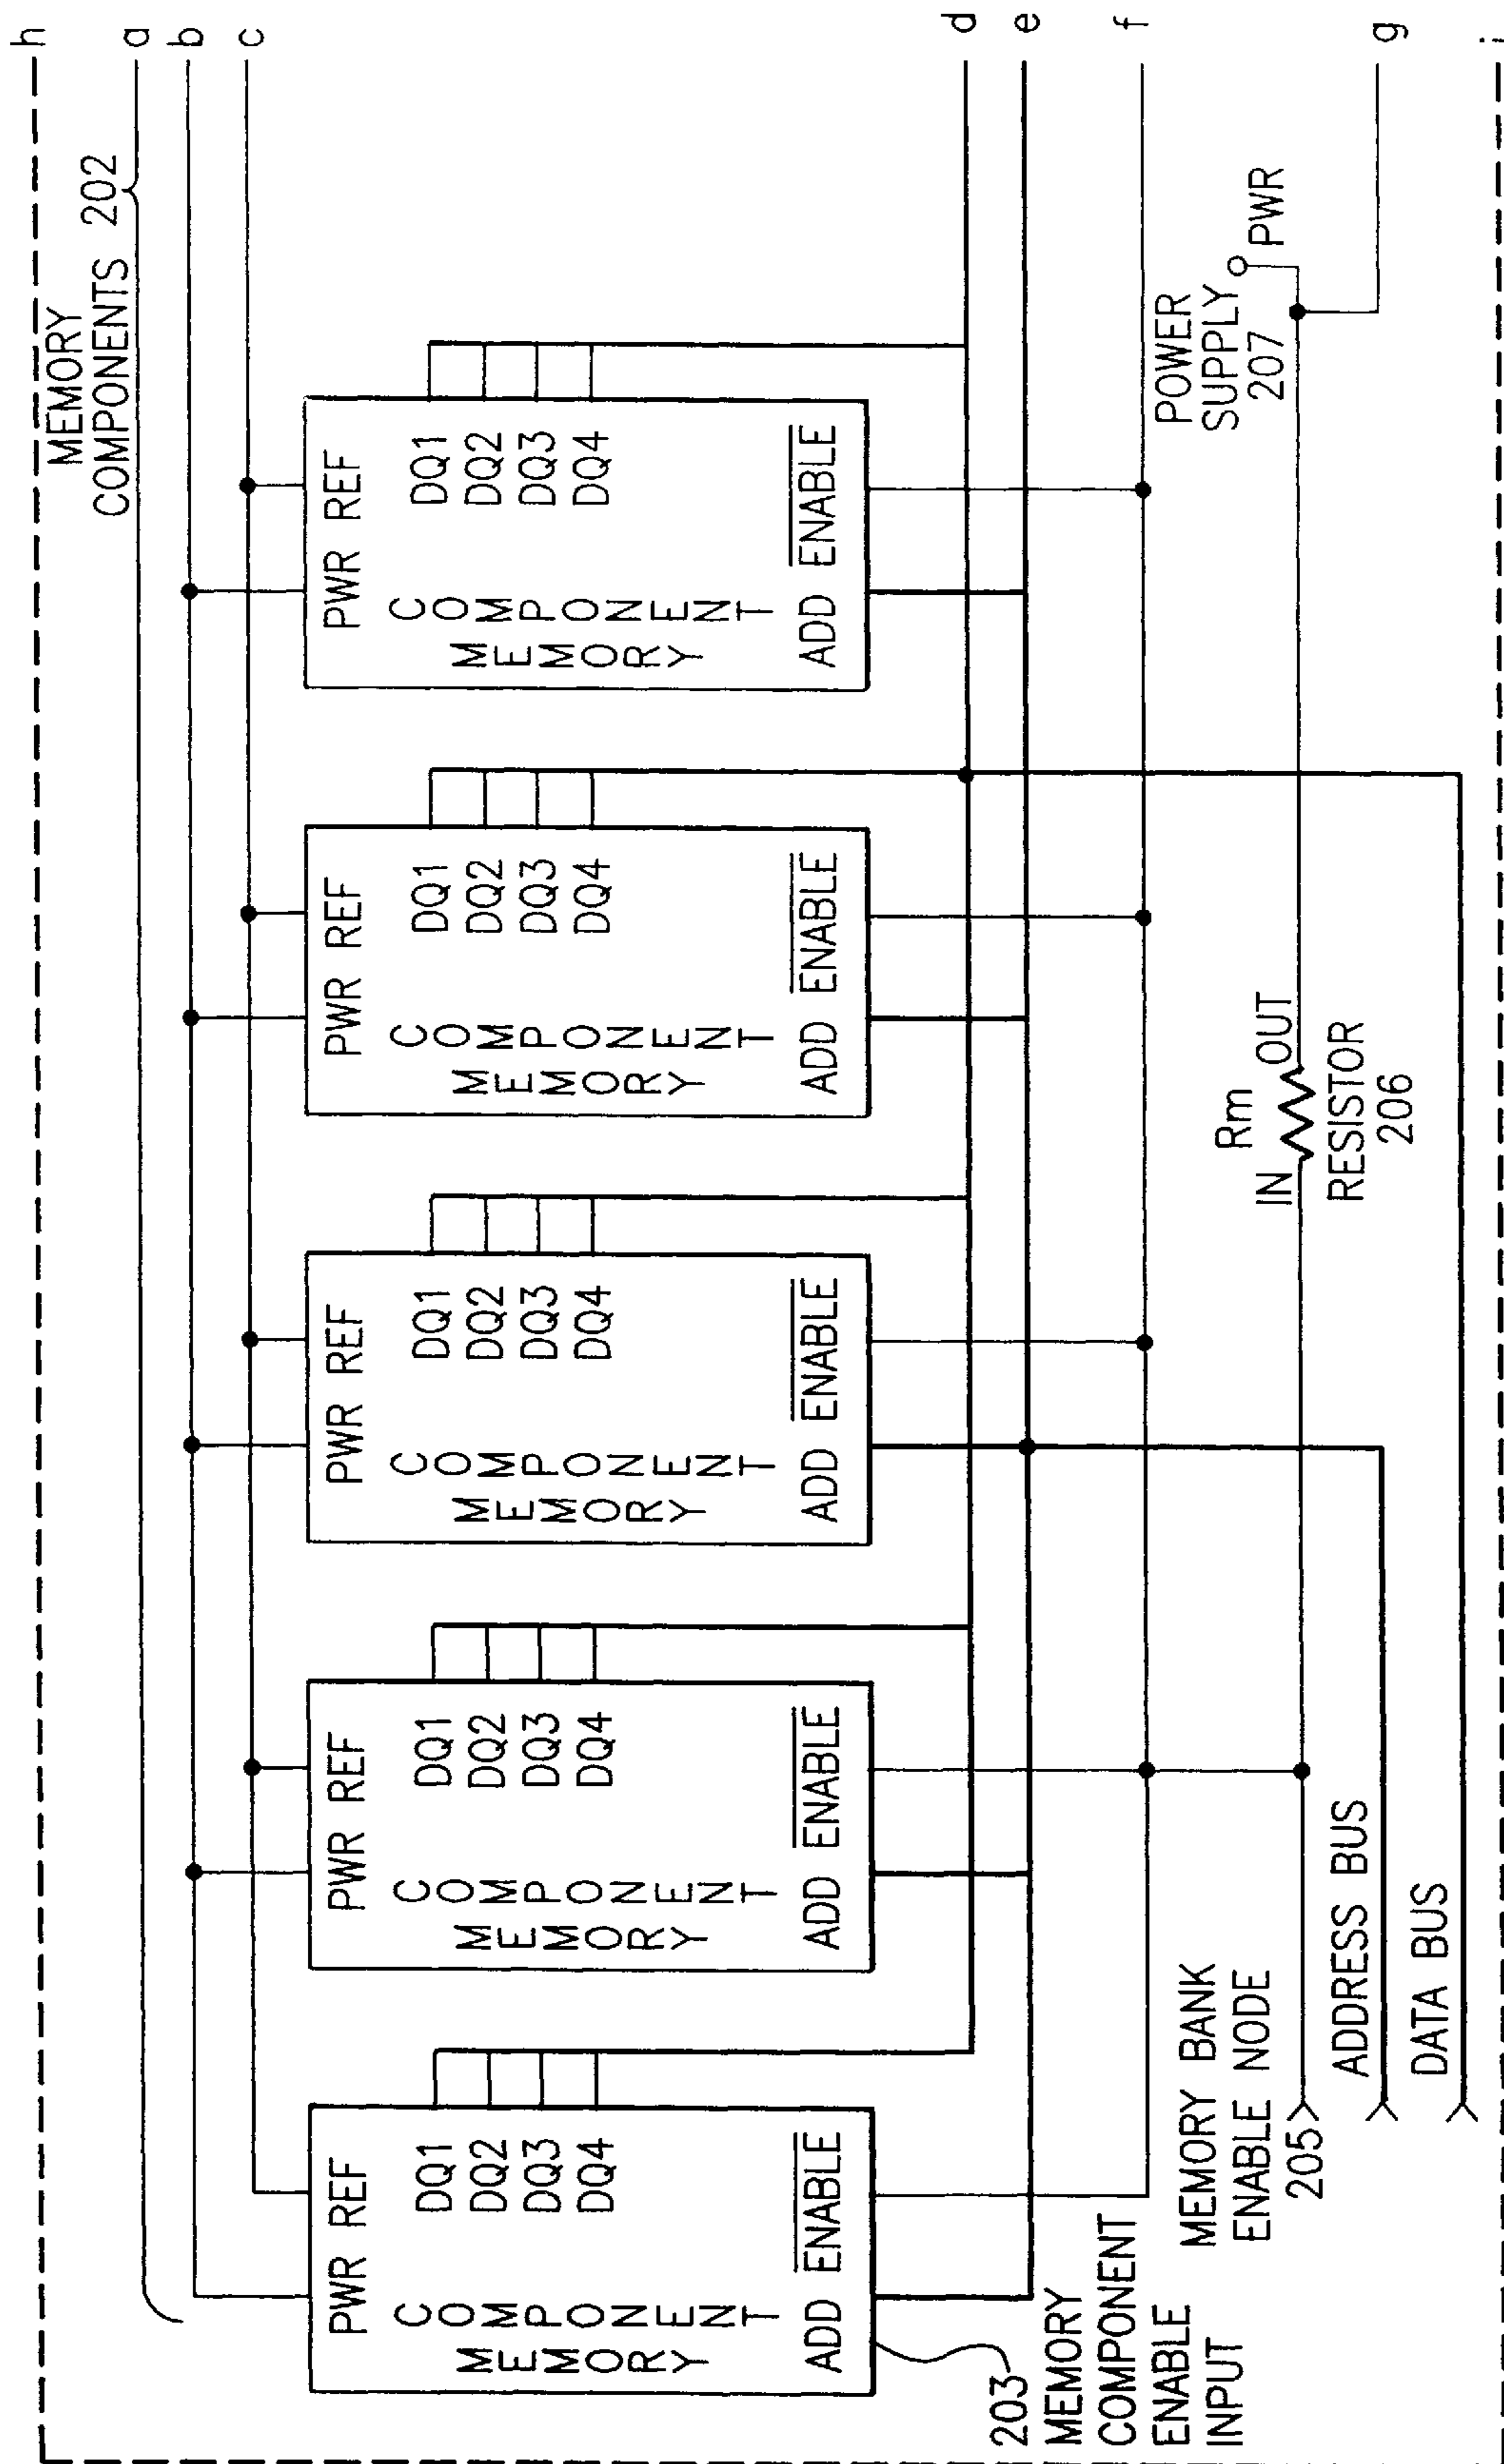 h
a
b
c
d
e
f
g
i
MEMORY
COMPONENTS 202
PWR REF
DQ1
DQ2
DQ3
DQ4
MEMORY
COMPONENT
ADD ENABLE
PWR REF
DQ1
DQ2
DQ3
DQ4
MEMORY
COMPONENT
ADD ENABLE
PWR REF
DQ1
DQ2
DQ3
DQ4
MEMORY
COMPONENT
ADD ENABLE
PWR REF
DQ1
DQ2
DQ3
DQ4
MEMORY
COMPONENT
ADD ENABLE
PWR REF
DQ1
DQ2
DQ3
DQ4
MEMORY
COMPONENT
ADD ENABLE
203
MEMORY
COMPONENT
ENABLE
INPUT
MEMORY BANK
ENABLE NODE
205
ADDRESS BUS
DATA BUS
Rm
IN OUT
RESISTOR
206
POWER
SUPPLY
207
PWR